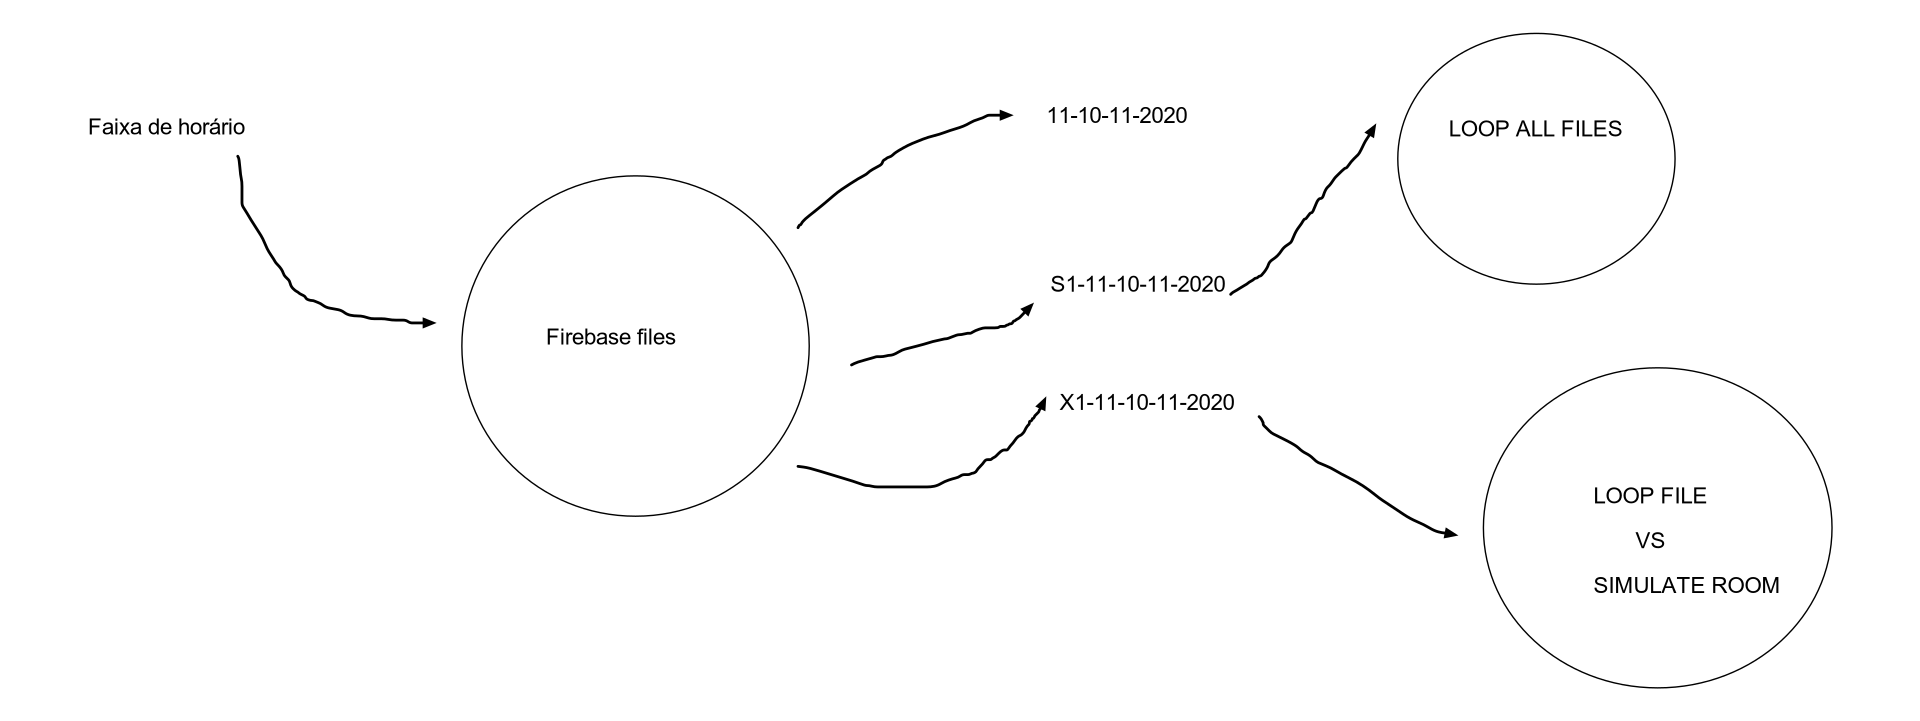 Faixa de horário
Firebase files
11-10-11-2020
S1-11-10-11-2020
X1-11-10-11-2020
LOOP ALL FILES
LOOP FILE
VS
SIMULATE ROOM